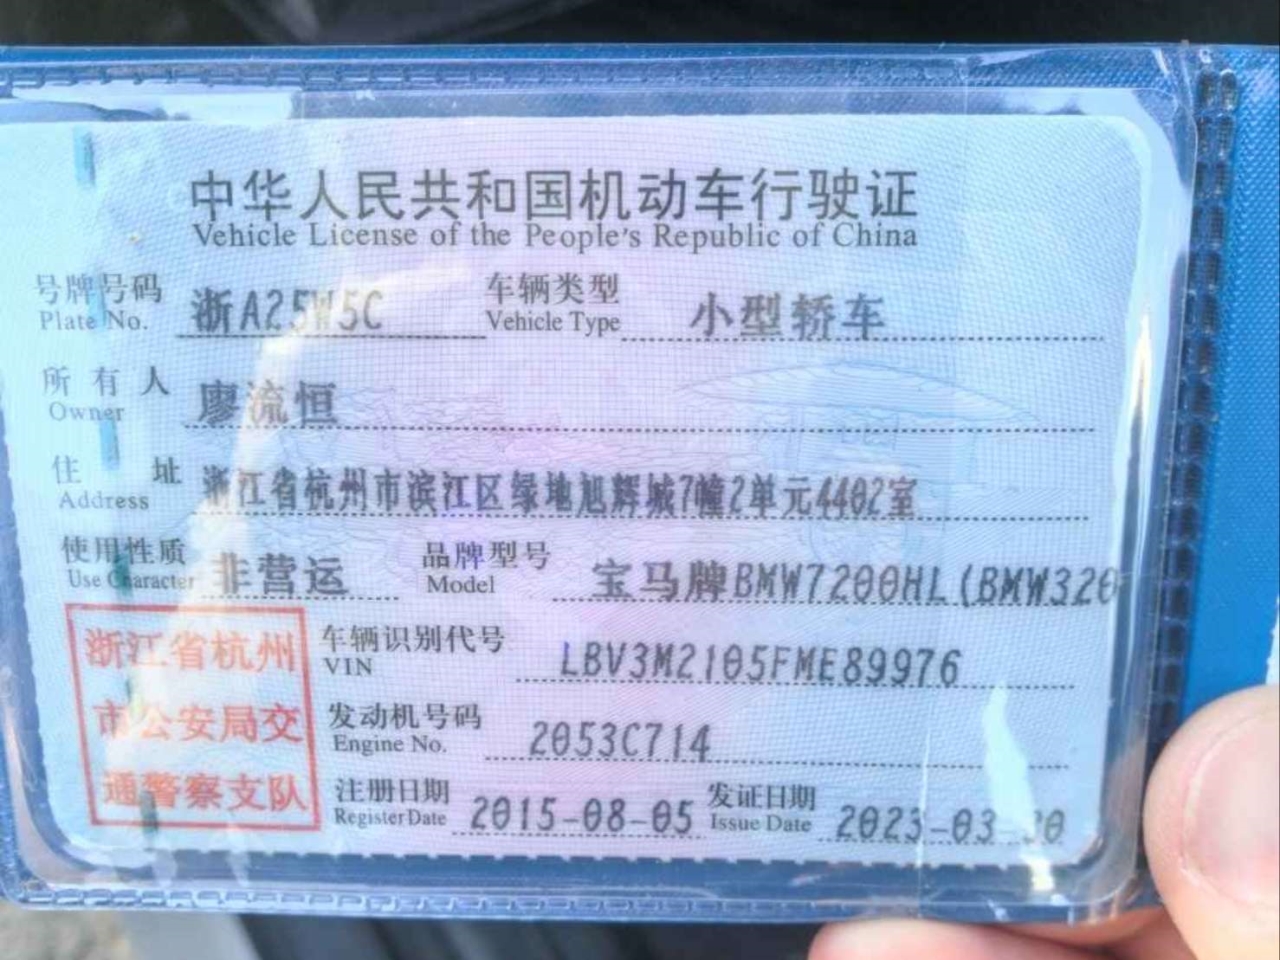 中华人民共和国机动车行驶证
Vehicle License of the People's Republic of China
号牌号码 浙A25W5C 车辆类型 小型轿车
Plate No. Vehicle Type
所有人 廖流恒
Owner
住址 浙江省杭州市滨江区绿地旭辉城7幢2单元4402室
Address
使用性质 非营运 品牌型号 宝马牌BMW7200HL(BMW320
Use Character Model
浙江省杭州
市公安局交
通警察支队
车辆识别代号 LBV3M2105FME89976
VIN
发动机号码 2053C714
Engine No.
注册日期 2015-08-05 发证日期 2023-03-30
Register Date Issue Date